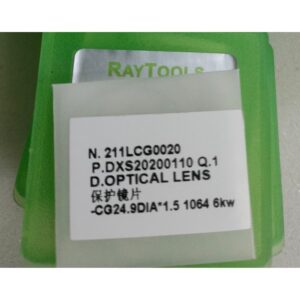 RAYTOOLS
N. 211LCG0020
P.DXS20200110 Q.1
D.OPTICAL LENS
保护镜片
-CG24.9DIA*1.5 1064 6kw